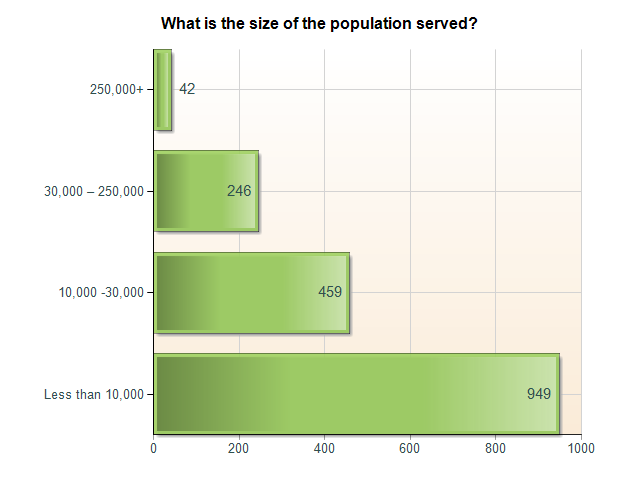 What is the size of the population served?
250,000+
42
30,000 – 250,000
246
10,000 -30,000
459
Less than 10,000
949
0 200 400 600 800 1000